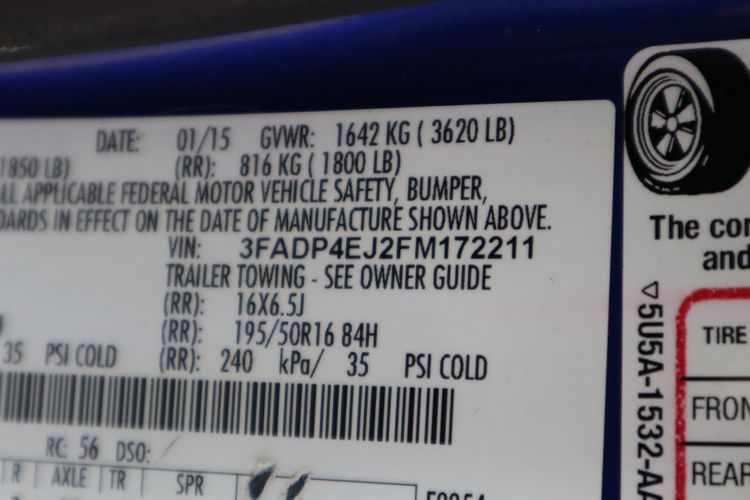 DATE: 01/15 GVWR: 1642 KG ( 3620 LB)
1850 LB) (RR): 816 KG ( 1800 LB)
ALL APPLICABLE FEDERAL MOTOR VEHICLE SAFETY, BUMPER,
DARDS IN EFFECT ON THE DATE OF MANUFACTURE SHOWN ABOVE.
VIN: 3FADP4EJ2FM172211
TRAILER TOWING - SEE OWNER GUIDE
(RR): 16X6.5J
(RR): 195/50R16 84H
35 PSI COLD (RR): 240 kPa/ 35 PSI COLD
RC: 56 DSO:
R AXLE TR SPR
The cor
and
5U5A-1532-AA
TIRE
FRON
REAR